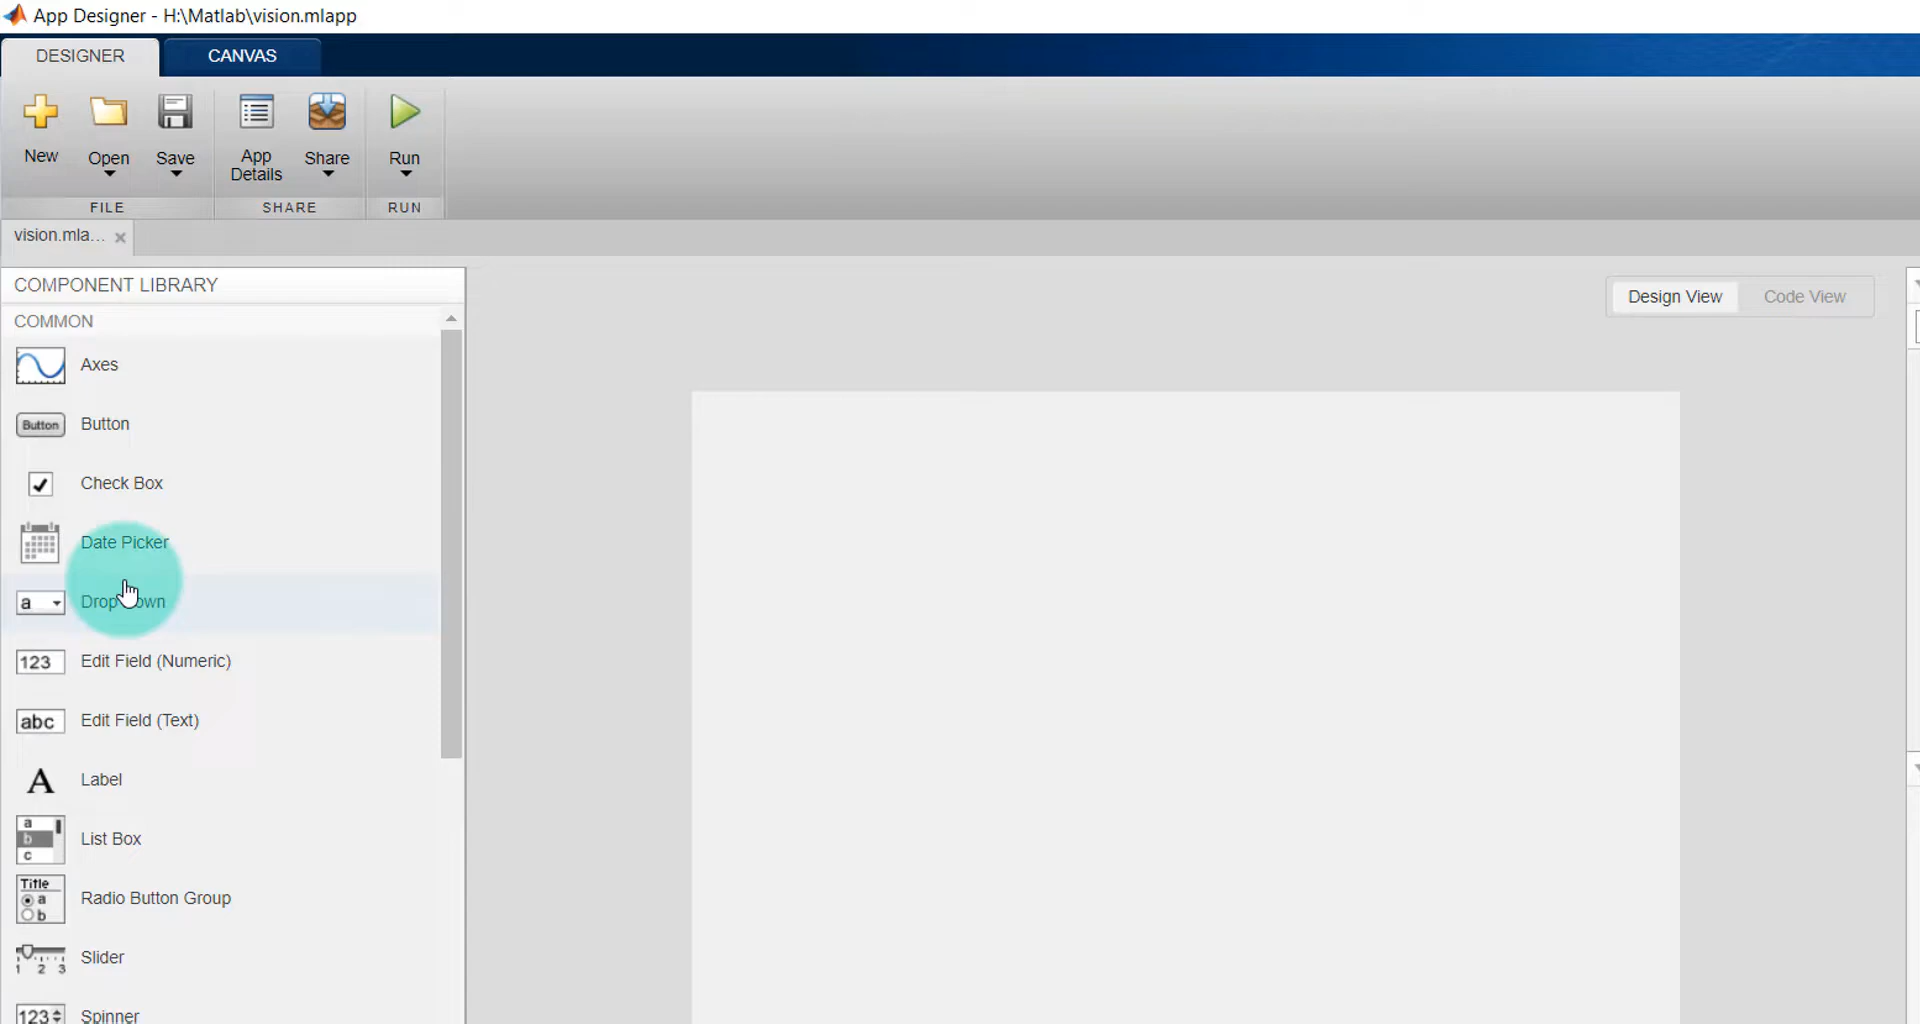 App Designer - H:\Matlab\vision.mlapp
DESIGNER
CANVAS
New
Open
Save
App
Details
Share
Run
FILE
SHARE
RUN
vision.mla...
COMPONENT LIBRARY
Design View
Code View
COMMON
Axes
Button
Button
Check Box
Date Picker
a
Drop Down
123
Edit Field (Numeric)
abc
Edit Field (Text)
A
Label
a
b
c
List Box
Title
a
b
Radio Button Group
1 2 3
Slider
123
Spinner